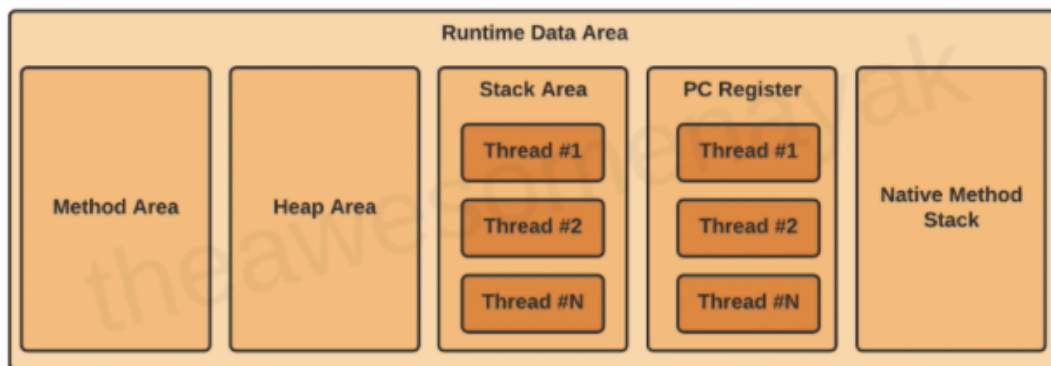 Runtime Data Area
Method Area
Heap Area
Stack Area
Thread #1
Thread #2
Thread #N
PC Register
Thread #1
Thread #2
Thread #N
Native Method
Stack
theawesomenayak